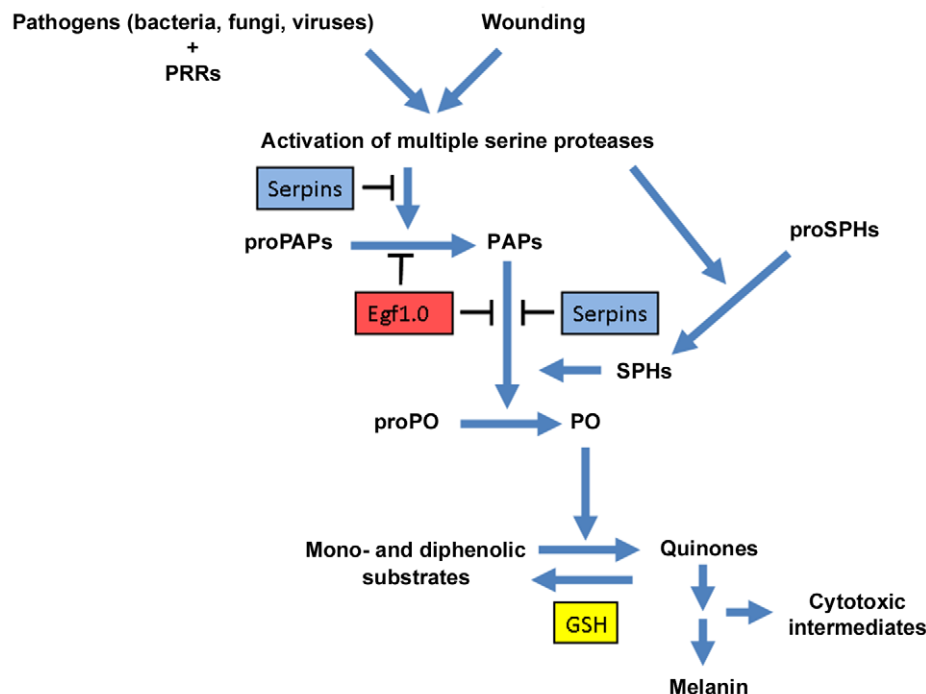 Pathogens (bacteria, fungi, viruses)
+
PRRs
Wounding
Activation of multiple serine proteases
Serpins
proPAPs
PAPs
proSPHs
Egf1.0
Serpins
SPHs
proPO
PO
Mono- and diphenolic
substrates
Quinones
GSH
Cytotoxic
intermediates
Melanin